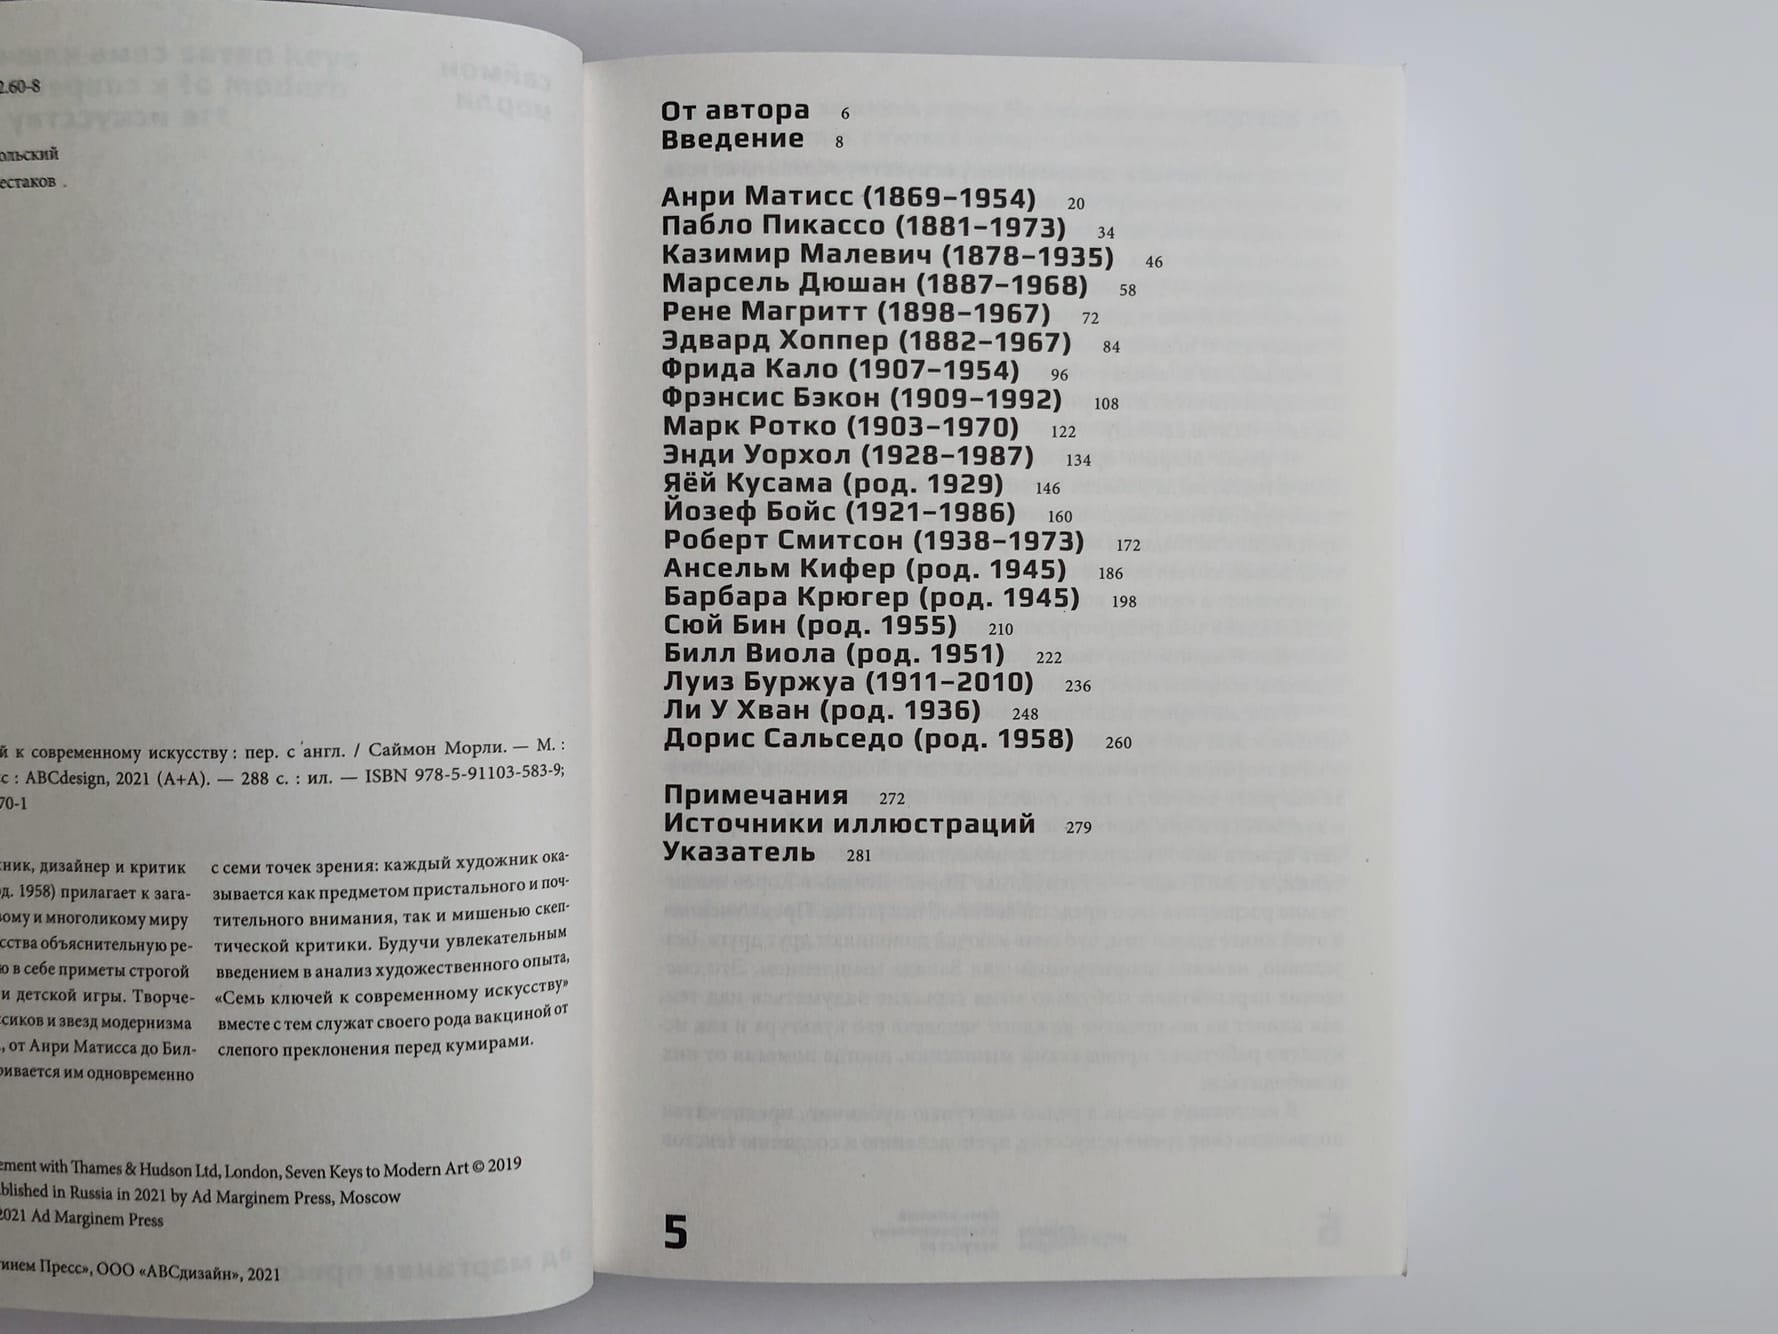 2.60-8
ольский
естаков .
й к современному искусству : пер. с англ. / Саймон Морли. — М. :
с : ABCdesign, 2021 (A+A). — 288 с. : ил. — ISBN 978-5-91103-583-9;
70-1
ник, дизайнер и критик
д. 1958) прилагает к зага-
вому и многоликому миру
сства объяснительную ре-
ю в себе приметы строгой
и детской игры. Творче-
сиков и звезд модернизма
, от Анри Матисса до Бил-
ривается им одновременно
с семи точек зрения: каждый художник ока-
зывается как предметом пристального и поч-
тительного внимания, так и мишенью скеп-
тической критики. Будучи увлекательным
введением в анализ художественного опыта,
«Семь ключей к современному искусству»
вместе с тем служат своего рода вакциной от
слепого преклонения перед кумирами.
ement with Thames & Hudson Ltd, London, Seven Keys to Modern Art © 2019
blished in Russia in 2021 by Ad Marginem Press, Moscow
2021 Ad Marginem Press
инем Пресс», ООО «АВСдизайн», 2021
От автора 6
Введение 8
Анри Матисс (1869–1954) 20
Пабло Пикассо (1881–1973) 34
Казимир Малевич (1878–1935) 46
Марсель Дюшан (1887–1968) 58
Рене Магритт (1898–1967) 72
Эдвард Хоппер (1882–1967) 84
Фрида Кало (1907–1954) 96
Фрэнсис Бэкон (1909–1992) 108
Марк Ротко (1903–1970) 122
Энди Уорхол (1928–1987) 134
Яёй Кусама (род. 1929) 146
Йозеф Бойс (1921–1986) 160
Роберт Смитсон (1938–1973) 172
Ансельм Кифер (род. 1945) 186
Барбара Крюгер (род. 1945) 198
Сюй Бин (род. 1955) 210
Билл Виола (род. 1951) 222
Луиз Буржуа (1911–2010) 236
Ли У Хван (род. 1936) 248
Дорис Сальседо (род. 1958) 260
Примечания 272
Источники иллюстраций 279
Указатель 281
5